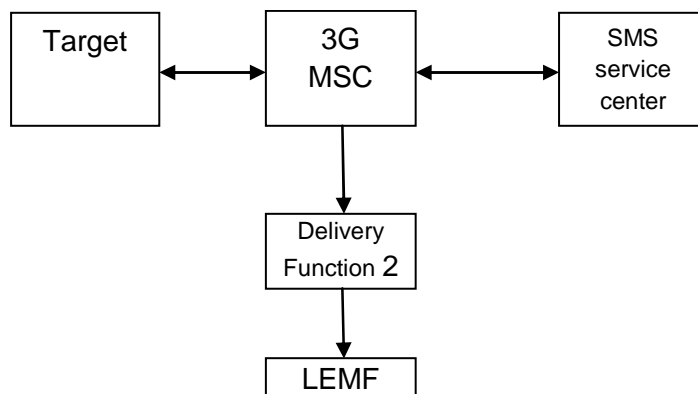 Target
3G
MSC
SMS
service
center
Delivery
Function 2
LEMF